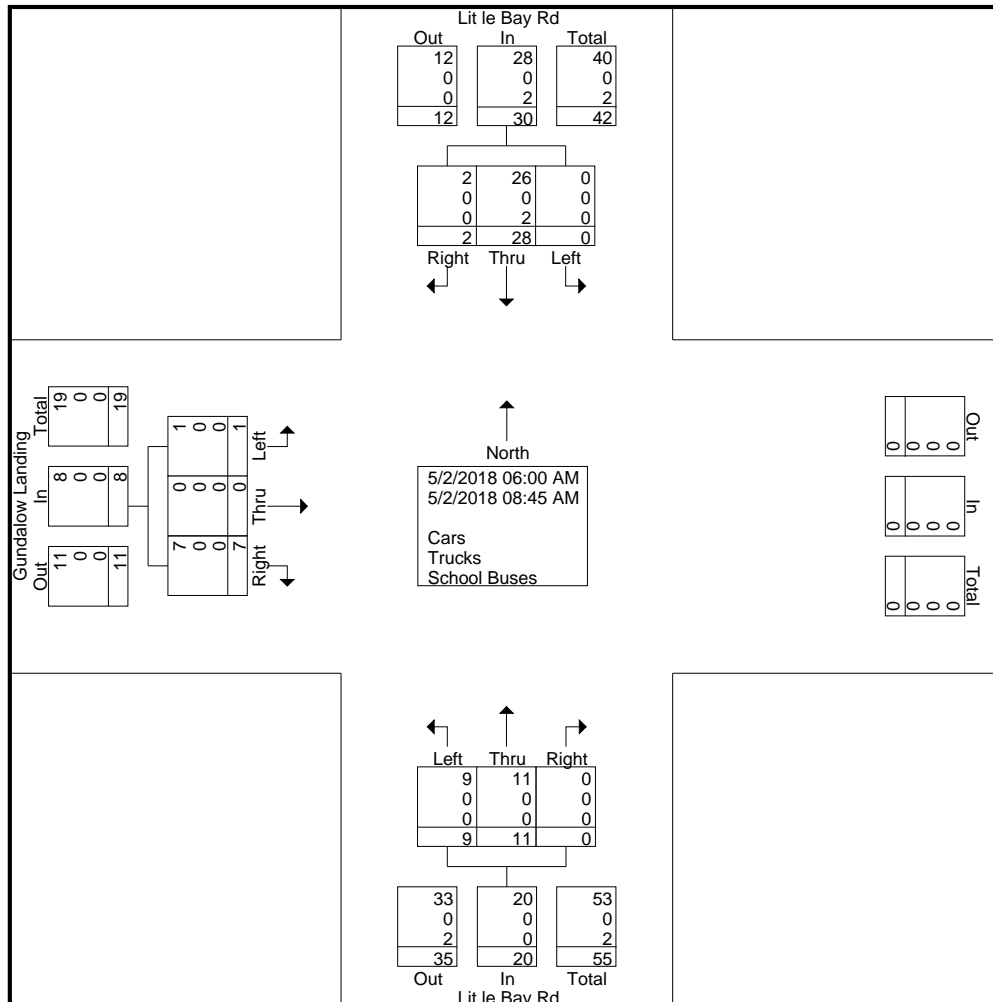 Lit le Bay Rd
Out In Total
12 28 40
0 0 0
0 2 2
12 30 42
2 26 0
0 0 0
0 2 0
2 28 0
Right Thru Left
Gundalow Landing
Total
19 0 0 19
In
8 0 0 8
Out
11 0 0 11
Left
1 0 0 1
Thru
0 0 0 0
Right
7 0 0 7
North
5/2/2018 06:00 AM
5/2/2018 08:45 AM
Cars
Trucks
School Buses
Out
0 0 0 0
In
0 0 0 0
Total
0 0 0 0
Left Thru Right
9 11 0
0 0 0
0 0 0
9 11 0
33 20 53
0 0 0
2 0 2
35 20 55
Out In Total
Lit le Bay Rd